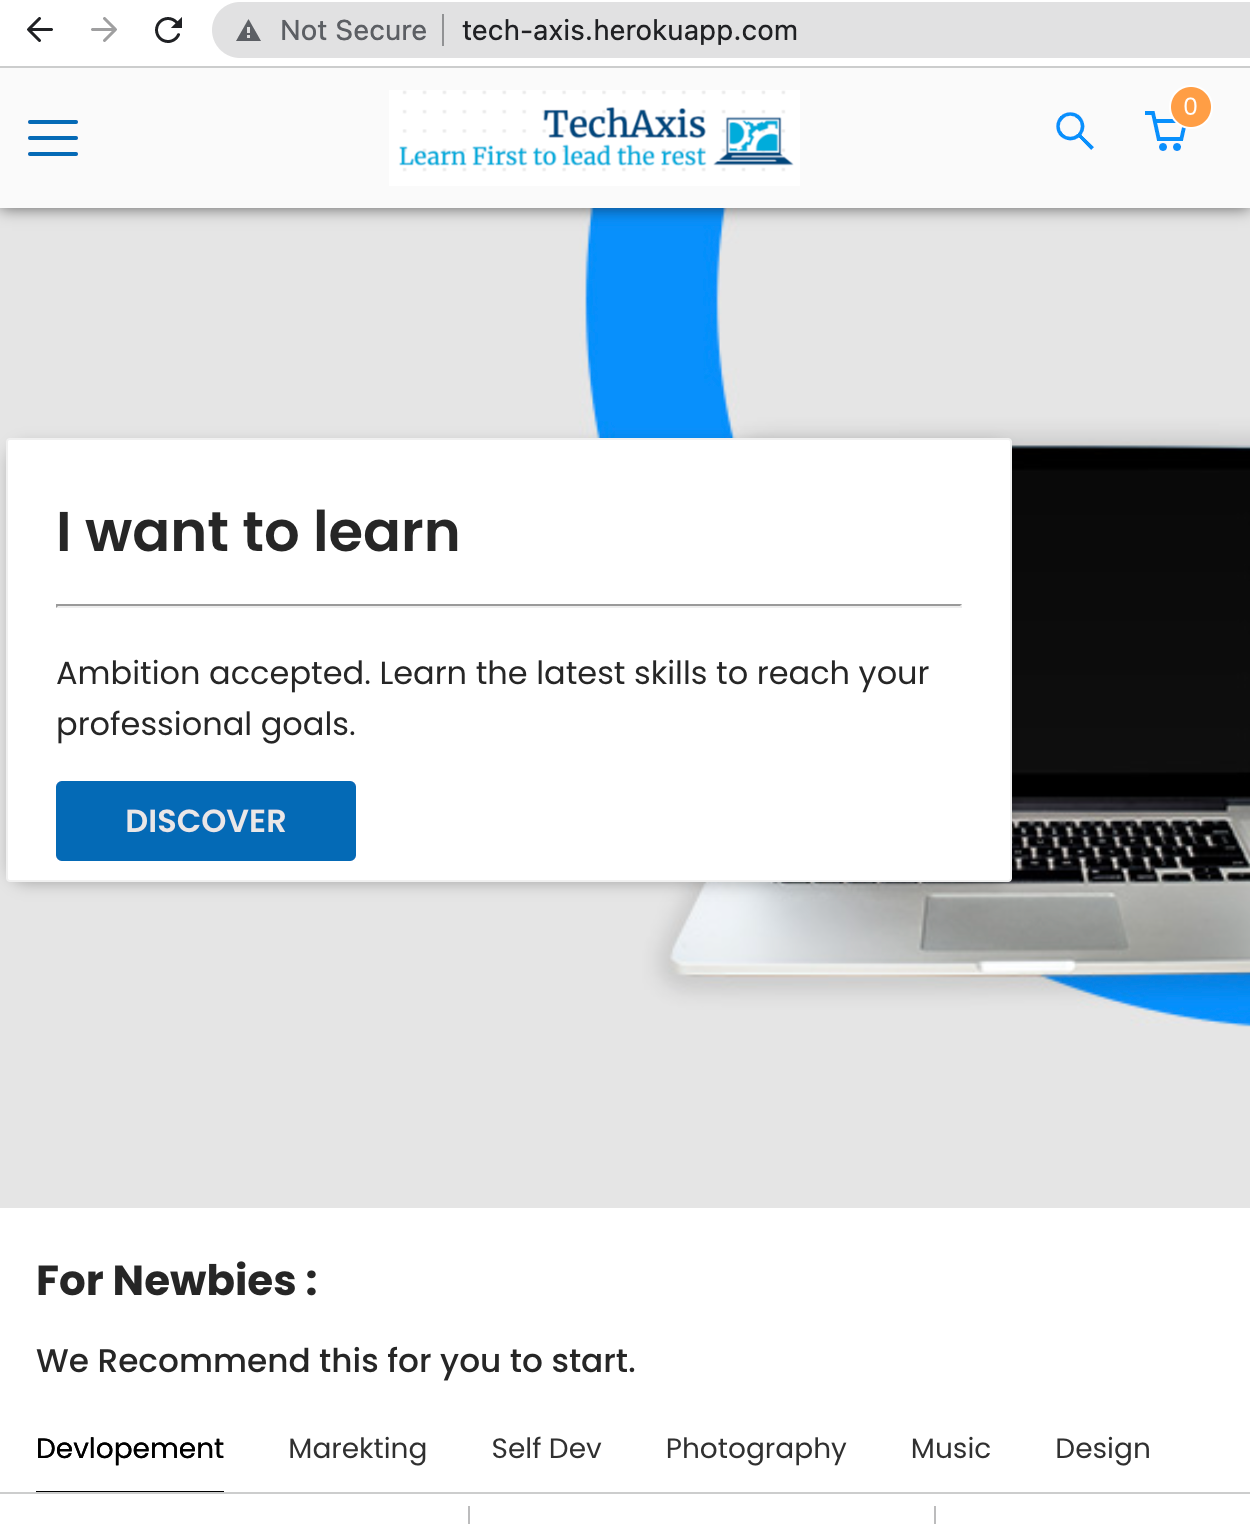 Not Secure
tech-axis.herokuapp.com
TechAxis
Learn First to lead the rest
0
I want to learn
Ambition accepted. Learn the latest skills to reach your
professional goals.
DISCOVER
For Newbies :
We Recommend this for you to start.
Devlopement Marekting Self Dev Photography Music Design